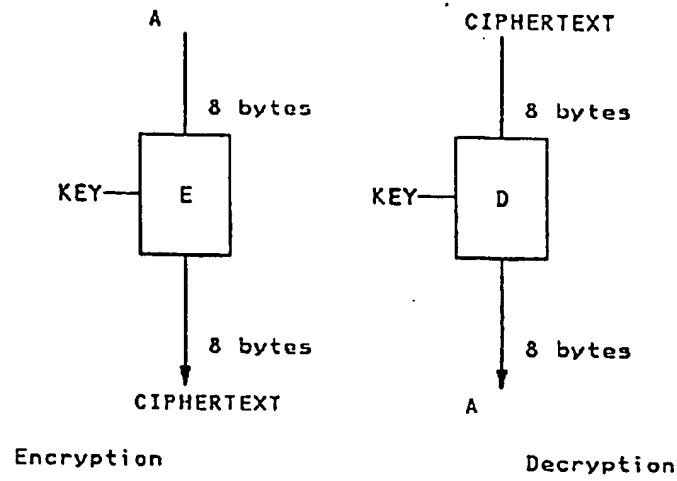 A
8 bytes
KEY
E
8 bytes
CIPHERTEXT
Encryption
CIPHERTEXT
8 bytes
KEY
D
8 bytes
A
Decryption